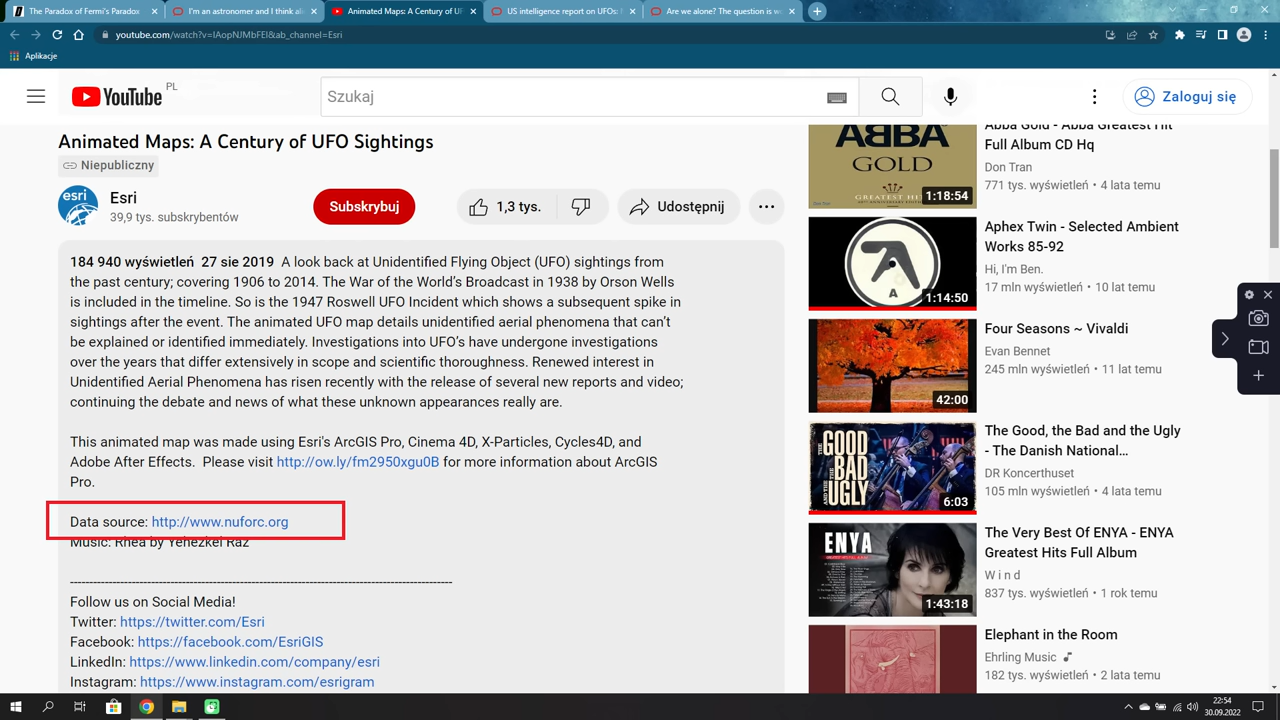 The Paradox of Fermi's Paradox
I'm an astronomer and I think ali
Animated Maps: A Century of UF
US intelligence report on UFOs: N
Are we alone? The question is w
youtube.com/watch?v=IAopNJMbFEI&ab_channel=Esri
Aplikacje
YouTube PL
Szukaj
Zaloguj się
Animated Maps: A Century of UFO Sightings
Niepubliczny
esri
Esri
39,9 tys. subskrybentów
Subskrybuj
1,3 tys.
Udostępnij
184 940 wyświetleń 27 sie 2019 A look back at Unidentified Flying Object (UFO) sightings from
the past century; covering 1906 to 2014. The War of the World's Broadcast in 1938 by Orson Wells
is included in the timeline. So is the 1947 Roswell UFO Incident which shows a subsequent spike in
sightings after the event. The animated UFO map details unidentified aerial phenomena that can't
be explained or identified immediately. Investigations into UFO's have undergone investigations
over the years that differ extensively in scope and scientific thoroughness. Renewed interest in
Unidentified Aerial Phenomena has risen recently with the release of several new reports and video;
continuing the debate and news of what these unknown appearances really are.
This animated map was made using Esri's ArcGIS Pro, Cinema 4D, X-Particles, Cycles4D, and
Adobe After Effects. Please visit http://ow.ly/fm2950xgu0B for more information about ArcGIS
Pro.
Data source: http://www.nuforc.org
Music: Rhea by Yehezkel Raz
--------------------------------------------------------------------------------
Follow us on Social Media!
Twitter: https://twitter.com/Esri
Facebook: https://facebook.com/EsriGIS
LinkedIn: https://www.linkedin.com/company/esri
Instagram: https://www.instagram.com/esrigram
ABBA
GOLD
GREATEST HITS
1:18:54
Abba Gold - Abba Greatest Hit
Full Album CD Hq
Don Tran
771 tys. wyświetleń • 4 lata temu
A
1:14:50
Aphex Twin - Selected Ambient
Works 85-92
Hi, I'm Ben.
17 mln wyświetleń • 10 lat temu
42:00
Four Seasons ~ Vivaldi
Evan Bennet
245 mln wyświetleń • 11 lat temu
THE
GOOD
THE BAD
AND THE UGLY
6:03
The Good, the Bad and the Ugly
- The Danish National…
DR Koncerthuset
105 mln wyświetleń • 4 lata temu
ENYA
1:43:18
The Very Best Of ENYA - ENYA
Greatest Hits Full Album
W i n d
837 tys. wyświetleń • 1 rok temu
Elephant in the Room
Ehrling Music
182 tys. wyświetleń • 2 lata temu
22:54
30.09.2022